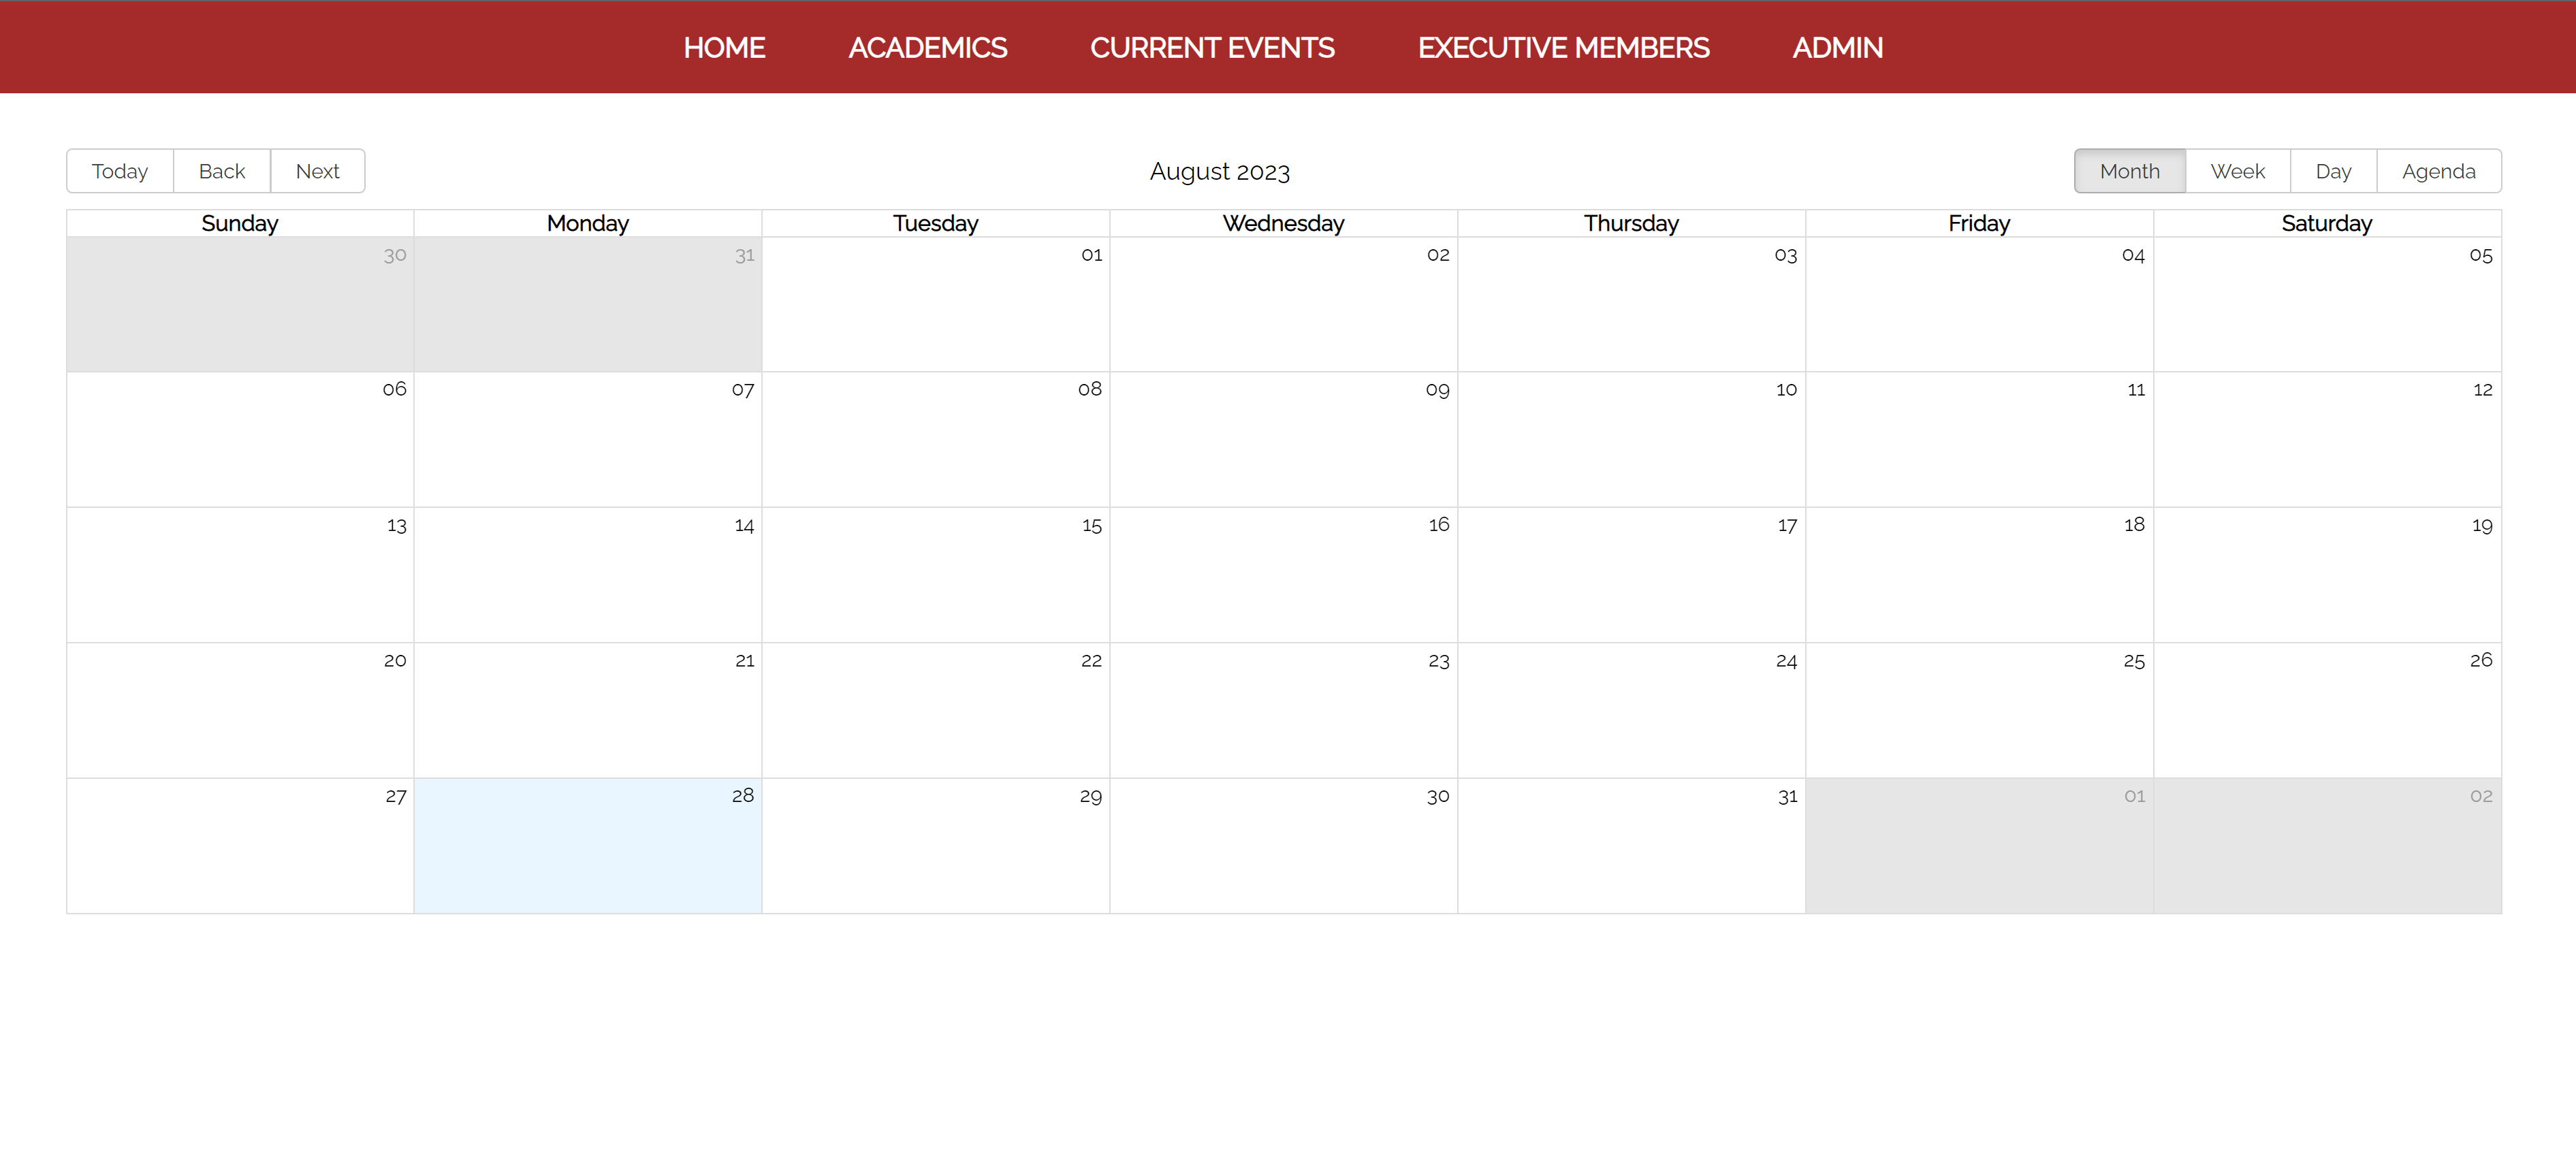 HOME ACADEMICS CURRENT EVENTS EXECUTIVE MEMBERS ADMIN
Today Back Next August 2023 Month Week Day Agenda
Sunday Monday Tuesday Wednesday Thursday Friday Saturday
30 31 01 02 03 04 05
06 07 08 09 10 11 12
13 14 15 16 17 18 19
20 21 22 23 24 25 26
27 28 29 30 31 01 02